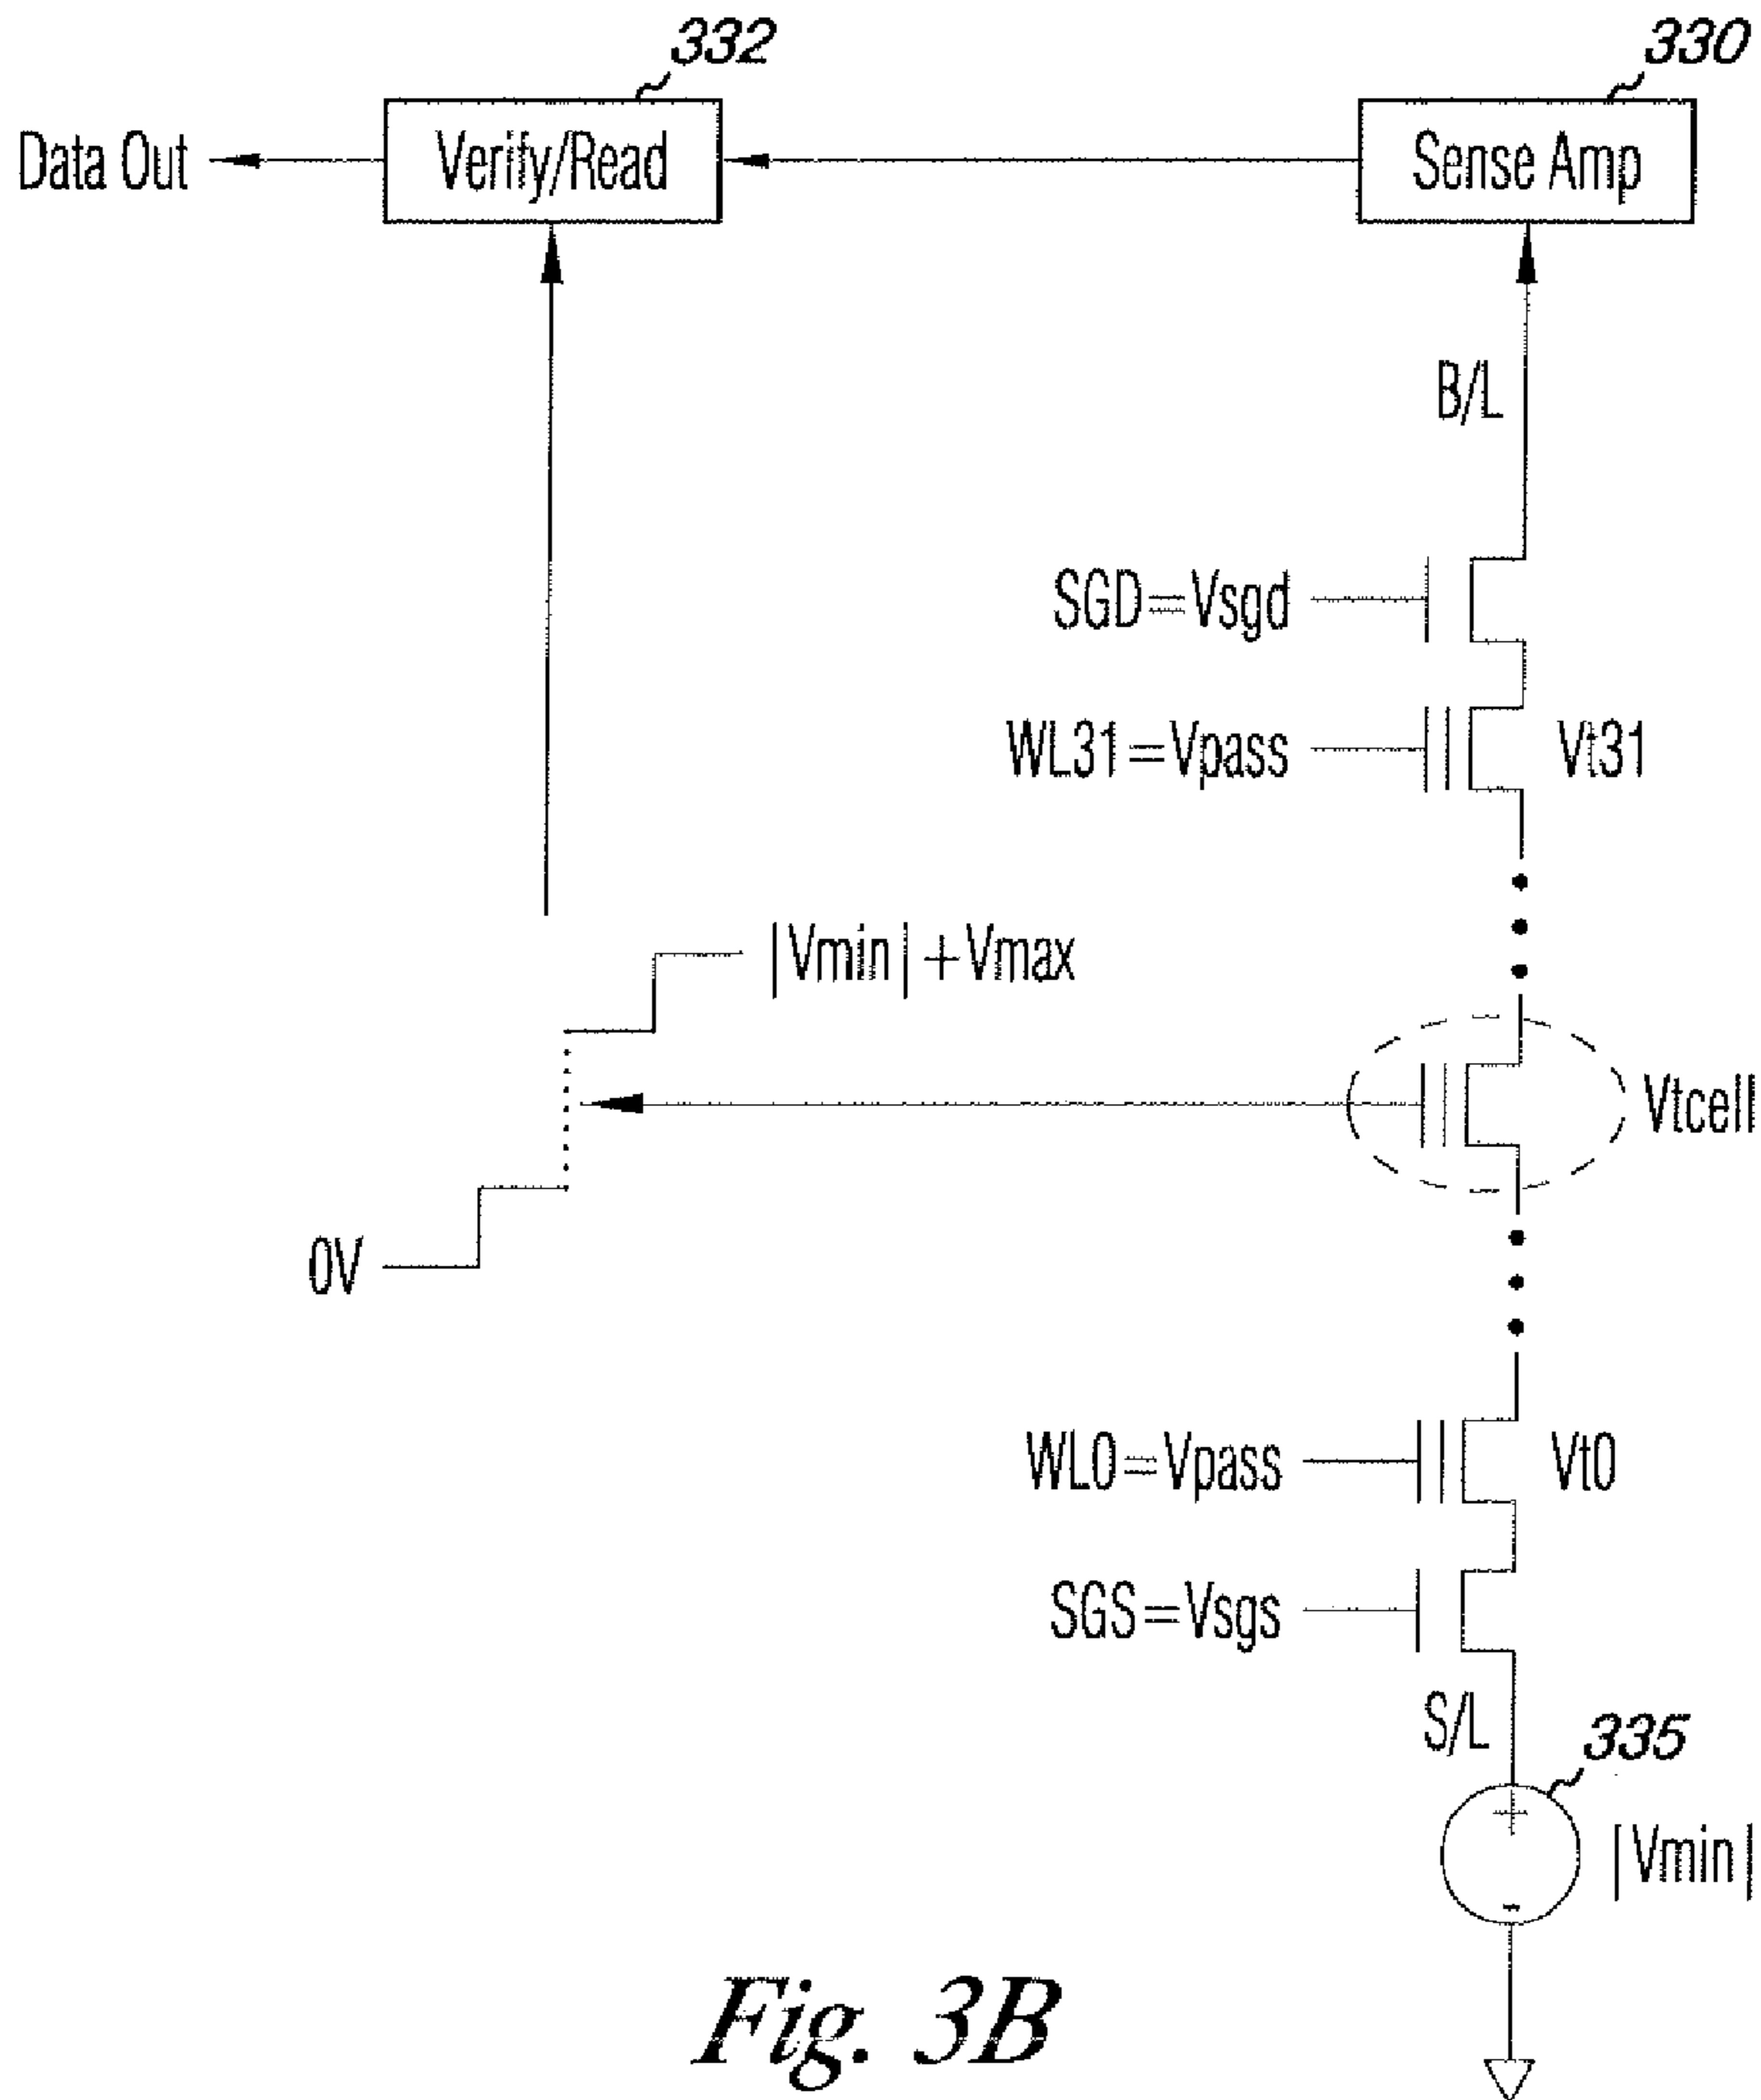 332
330
Data Out
Verify/Read
Sense Amp
B/L
SGD=Vsgd
WL31=Vpass
Vt31
|Vmin|+Vmax
Vtcell
0V
WL0=Vpass
Vt0
SGS=Vsgs
S/L
335
+
|Vmin|
-
Fig. 3B